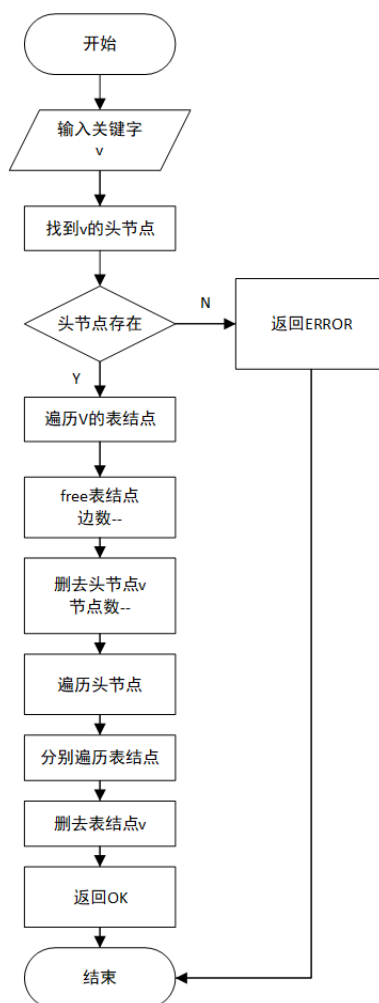 开始
输入关键字
v
找到v的头节点
头节点存在
N
返回ERROR
Y
遍历V的表结点
free表结点
边数--
删去头节点v
节点数--
遍历头节点
分别遍历表结点
删去表结点v
返回OK
结束